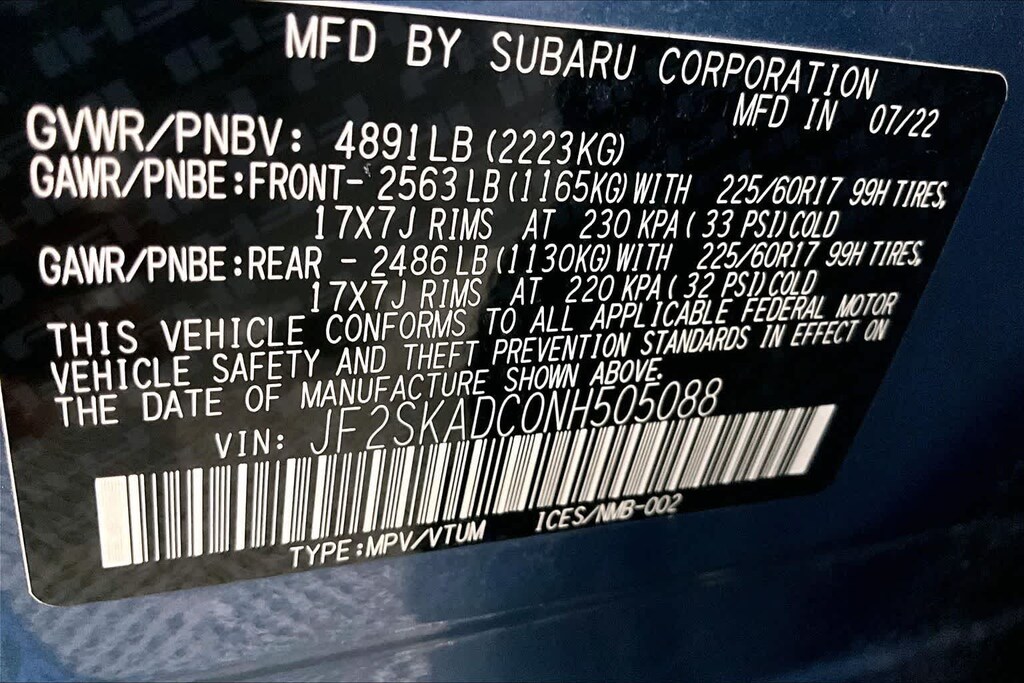 MFD BY SUBARU CORPORATION
MFD IN 07/22
GVWR/PNBV: 4891LB (2223KG)
GAWR/PNBE:FRONT- 2563 LB (1165KG) WITH 225/60R17 99H TIRES,
17X7J RIMS AT 230 KPA ( 33 PSI) COLD
GAWR/PNBE:REAR - 2486 LB (1130KG) WITH 225/60R17 99H TIRES,
17X7J RIMS AT 220 KPA ( 32 PSI) COLD
THIS VEHICLE CONFORMS TO ALL APPLICABLE FEDERAL MOTOR
VEHICLE SAFETY AND THEFT PREVENTION STANDARDS IN EFFECT ON
THE DATE OF MANUFACTURE SHOWN ABOVE.
VIN: JF2SKADC0NH505088
TYPE:MPV/VTUM ICES/NMB-002